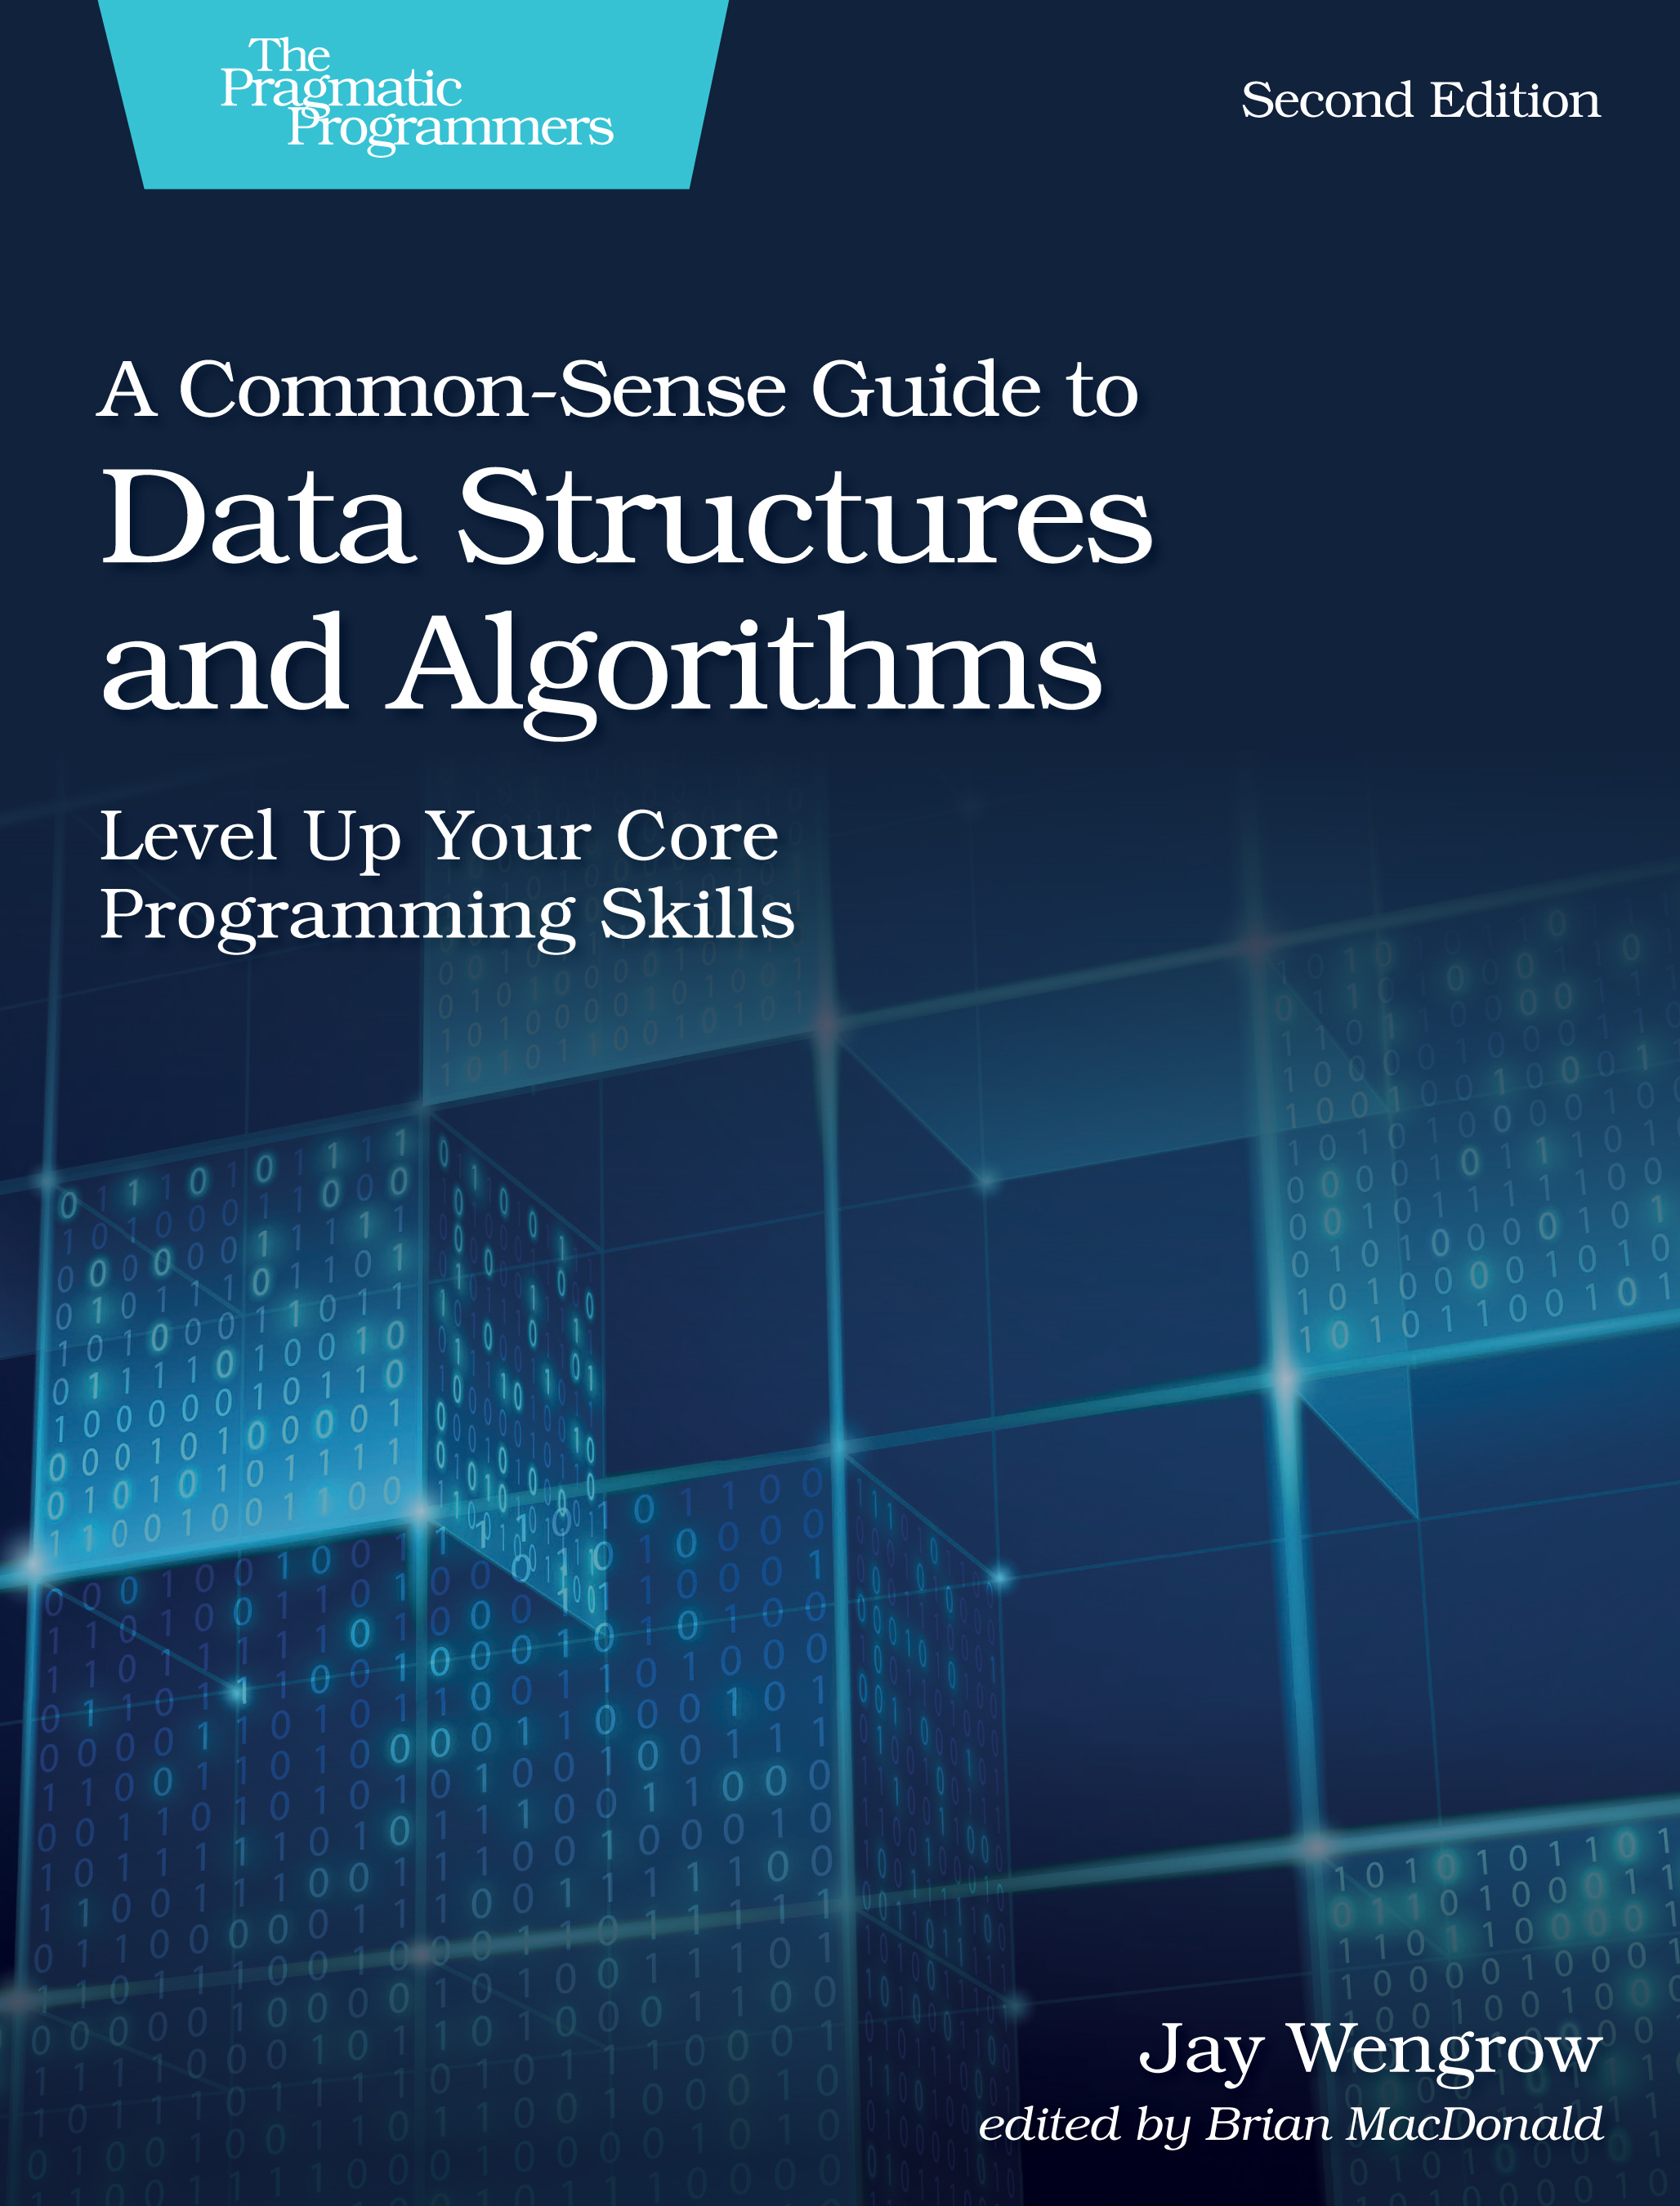 The
Pragmatic
Programmers
Second Edition
A Common-Sense Guide to
Data Structures
and Algorithms
Level Up Your Core
Programming Skills
Jay Wengrow
edited by Brian MacDonald